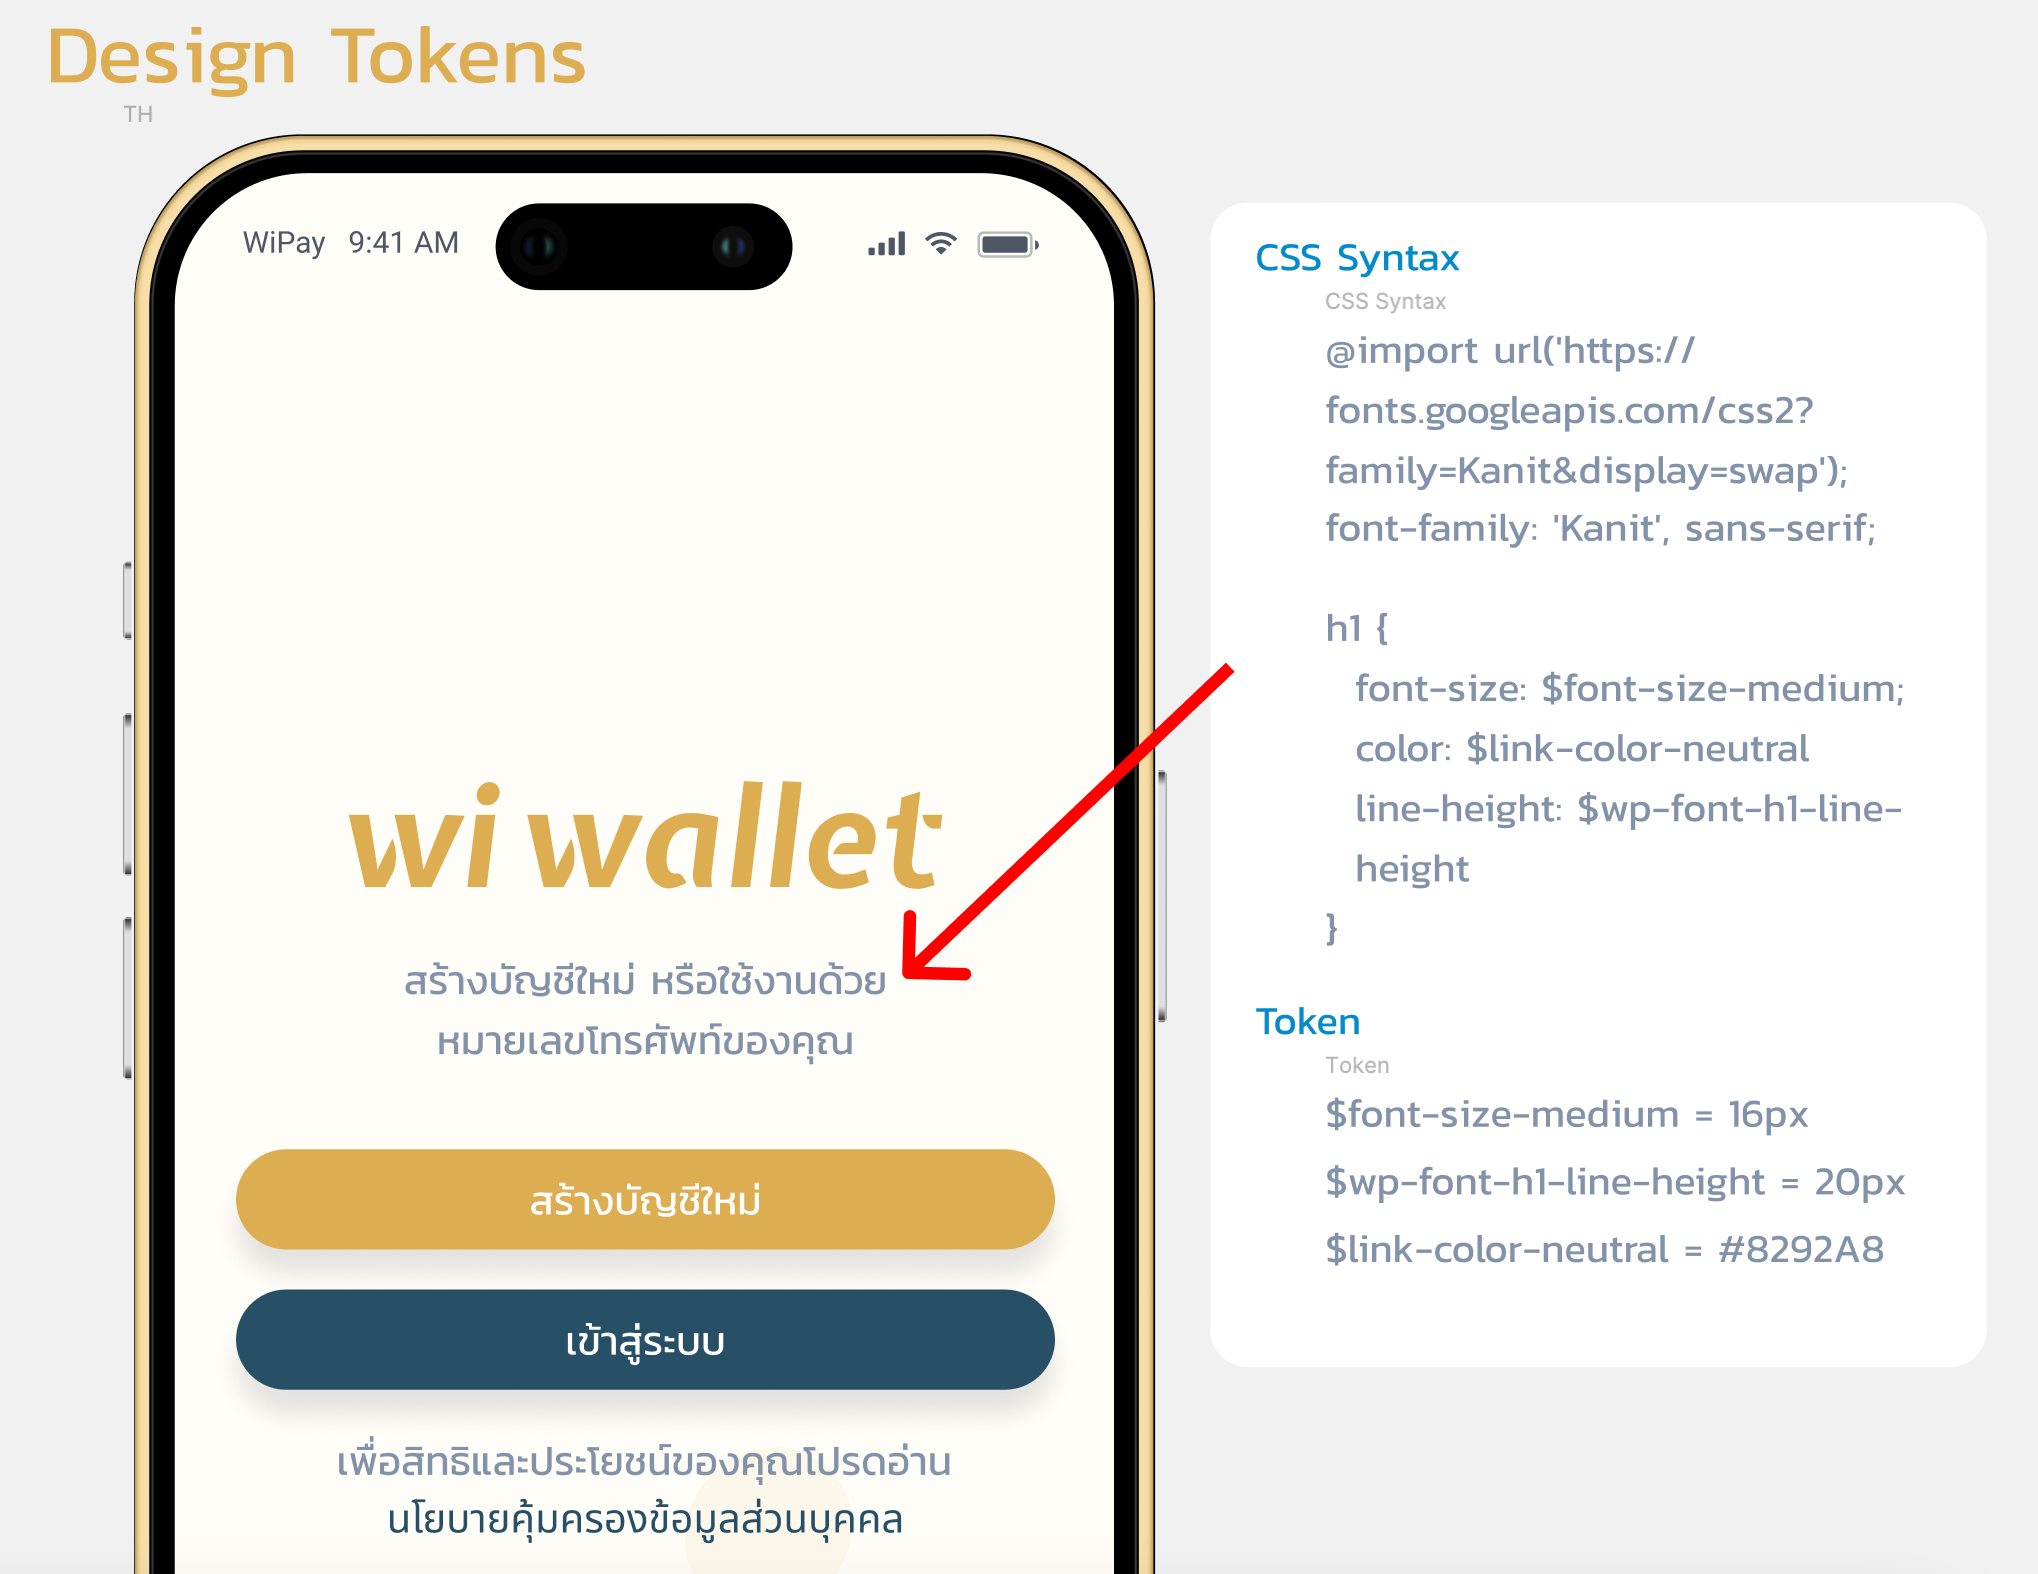 Design Tokens
TH
WiPay 9:41 AM
wi wallet
สร้างบัญชีใหม่ หรือใช้งานด้วย
หมายเลขโทรศัพท์ของคุณ
สร้างบัญชีใหม่
เข้าสู่ระบบ
เพื่อสิทธิและประโยชน์ของคุณโปรดอ่าน
นโยบายคุ้มครองข้อมูลส่วนบุคคล
CSS Syntax
CSS Syntax
@import url('https://
fonts.googleapis.com/css2?
family=Kanit&display=swap');
font-family: 'Kanit', sans-serif;
h1 {
font-size: $font-size-medium;
color: $link-color-neutral
line-height: $wp-font-h1-line-
height
}
Token
Token
$font-size-medium = 16px
$wp-font-h1-line-height = 20px
$link-color-neutral = #8292A8